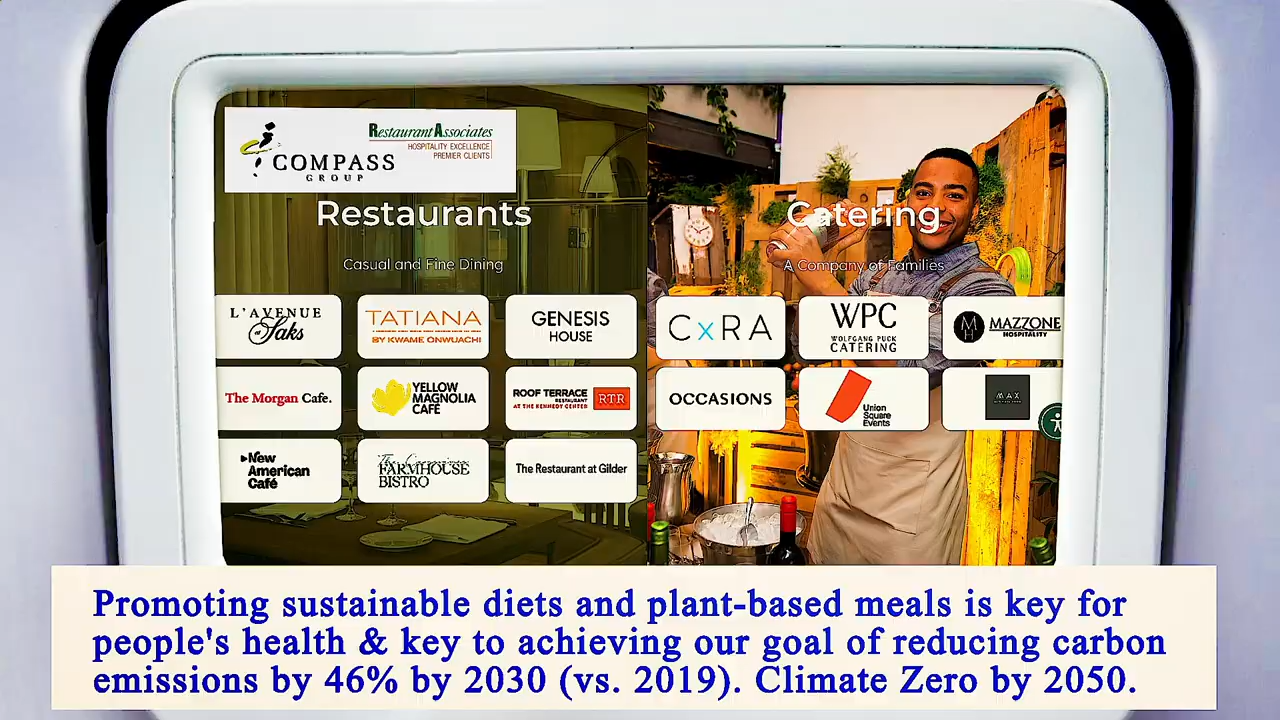 COMPASS
GROUP
Restaurant Associates
HOSPITALITY EXCELLENCE
PREMIER CLIENTS
Restaurants
Casual and Fine Dining
L'AVENUE
Saks
TATIANA
BY KWAME ONWUACHI
GENESIS
HOUSE
The Morgan Cafe.
YELLOW
MAGNOLIA
CAFÉ
ROOF TERRACE
RESTAURANT
AT THE KENNEDY CENTER
RTR
New
American
Café
FARMHOUSE
BISTRO
The Restaurant at Gilder
Catering
A Company of Families
CxRA
WPC
WOLFGANG PUCK
CATERING
MAZZONE
HOSPITALITY
OCCASIONS
Union
Square
Events
MAX
Promoting sustainable diets and plant-based meals is key for
people's health & key to achieving our goal of reducing carbon
emissions by 46% by 2030 (vs. 2019). Climate Zero by 2050.